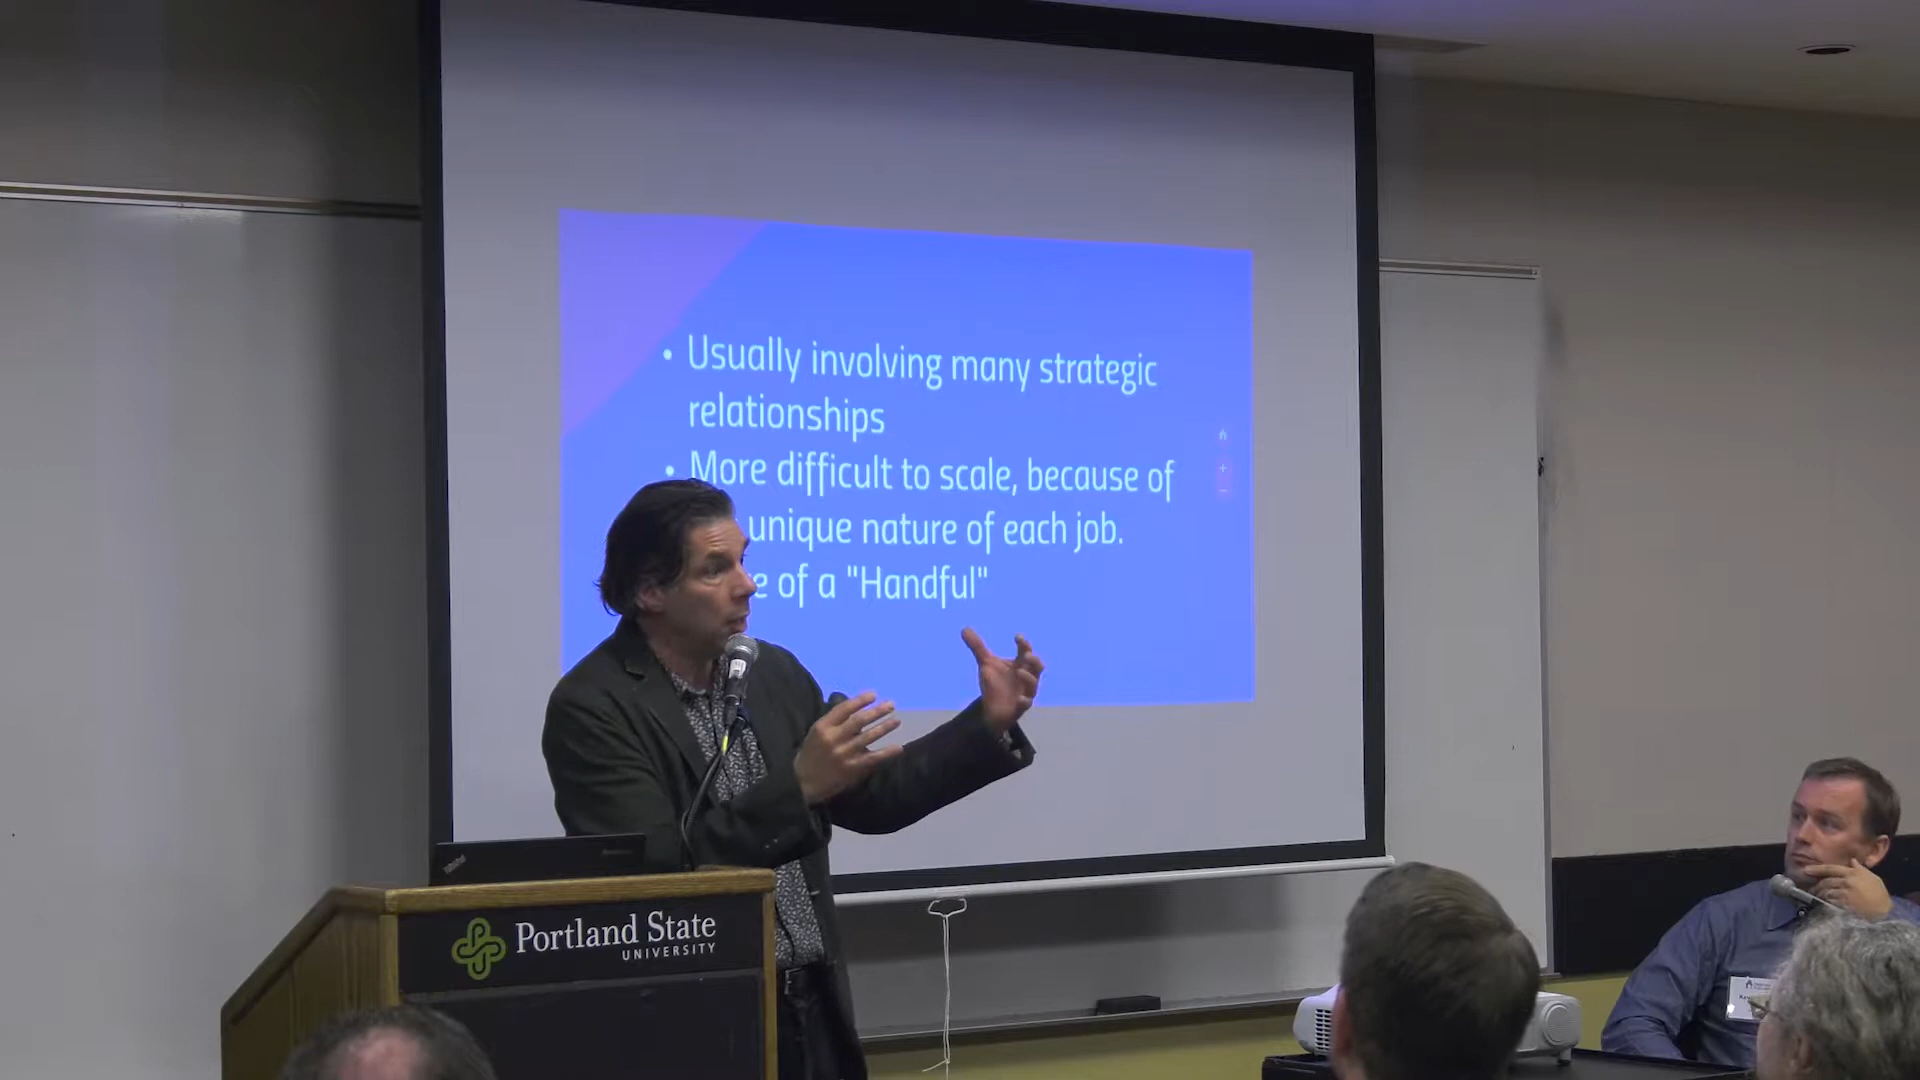 • Usually involving many strategic
relationships
• More difficult to scale, because of
unique nature of each job.
of a "Handful"
Portland State
UNIVERSITY